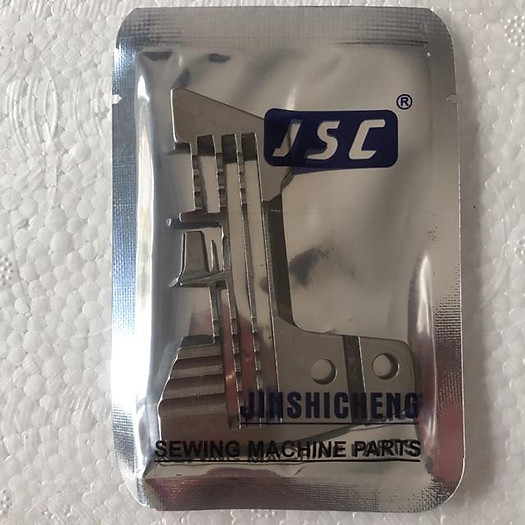 JSC ®
JINSHICHENG
SEWING MACHINE PARTS